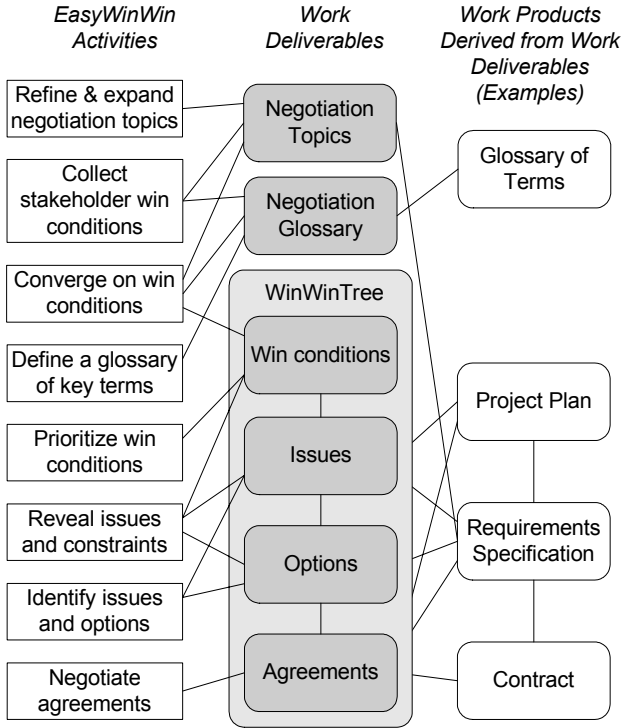 EasyWinWin
Activities
Work
Deliverables
Work Products
Derived from Work
Deliverables
(Examples)
Refine & expand
negotiation topics
Collect
stakeholder win
conditions
Converge on win
conditions
Define a glossary
of key terms
Prioritize win
conditions
Reveal issues
and constraints
Identify issues
and options
Negotiate
agreements
Negotiation
Topics
Negotiation
Glossary
WinWinTree
Win conditions
Issues
Options
Agreements
Glossary of
Terms
Project Plan
Requirements
Specification
Contract